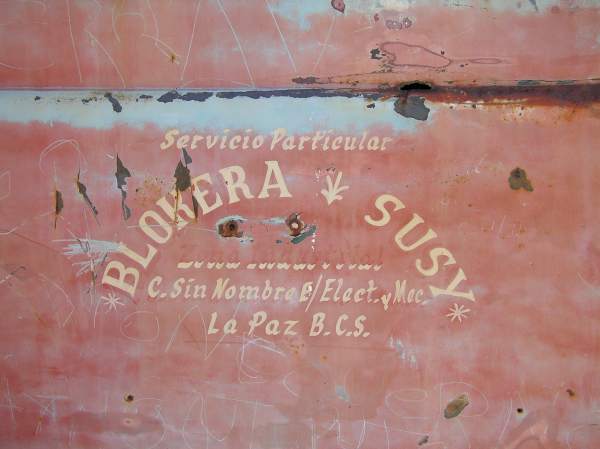 Servicio Particular
BLOKERA SUSY
C. Sin Nombre E/ Elect. y Mec.
La Paz B.C.S.